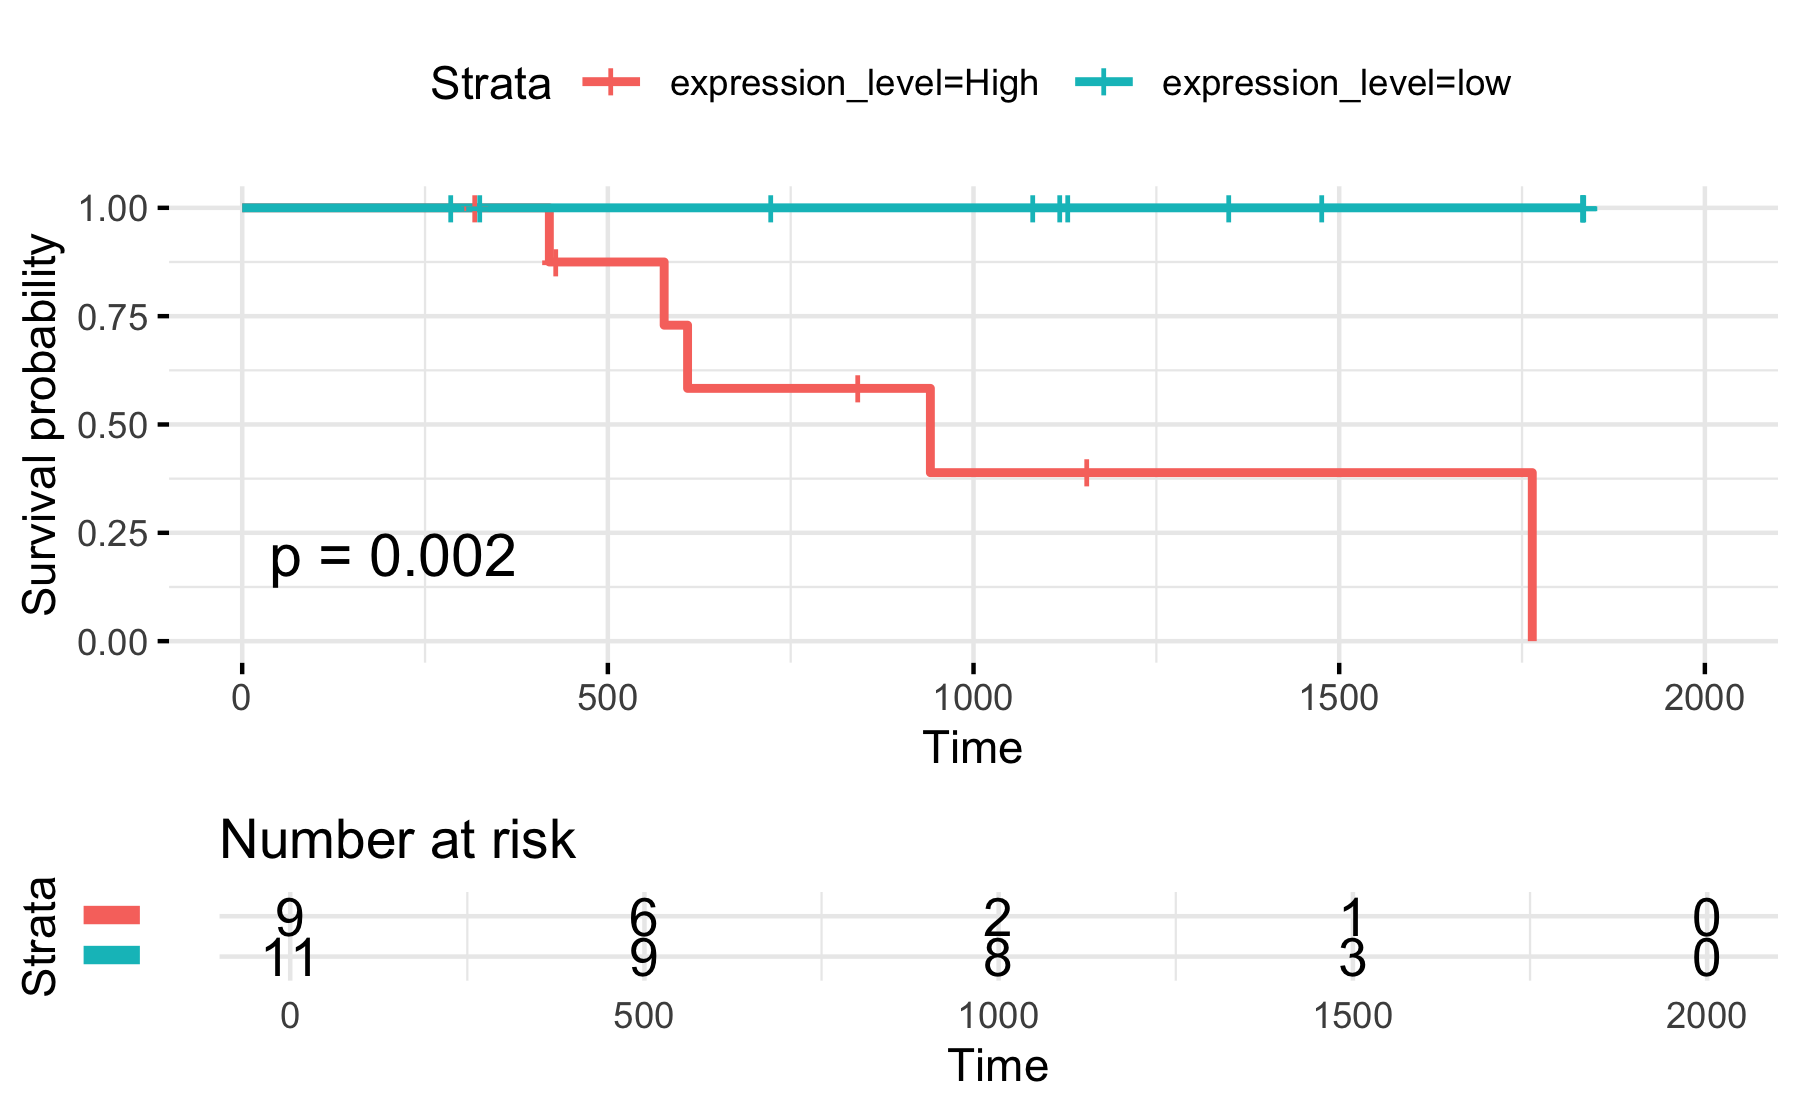 Strata expression_level=High expression_level=low
Survival probability
1.00
0.75
0.50
0.25
0.00
p = 0.002
0 500 1000 1500 2000
Time
Number at risk
Strata
9 6 2 1 0
11 9 8 3 0
0 500 1000 1500 2000
Time